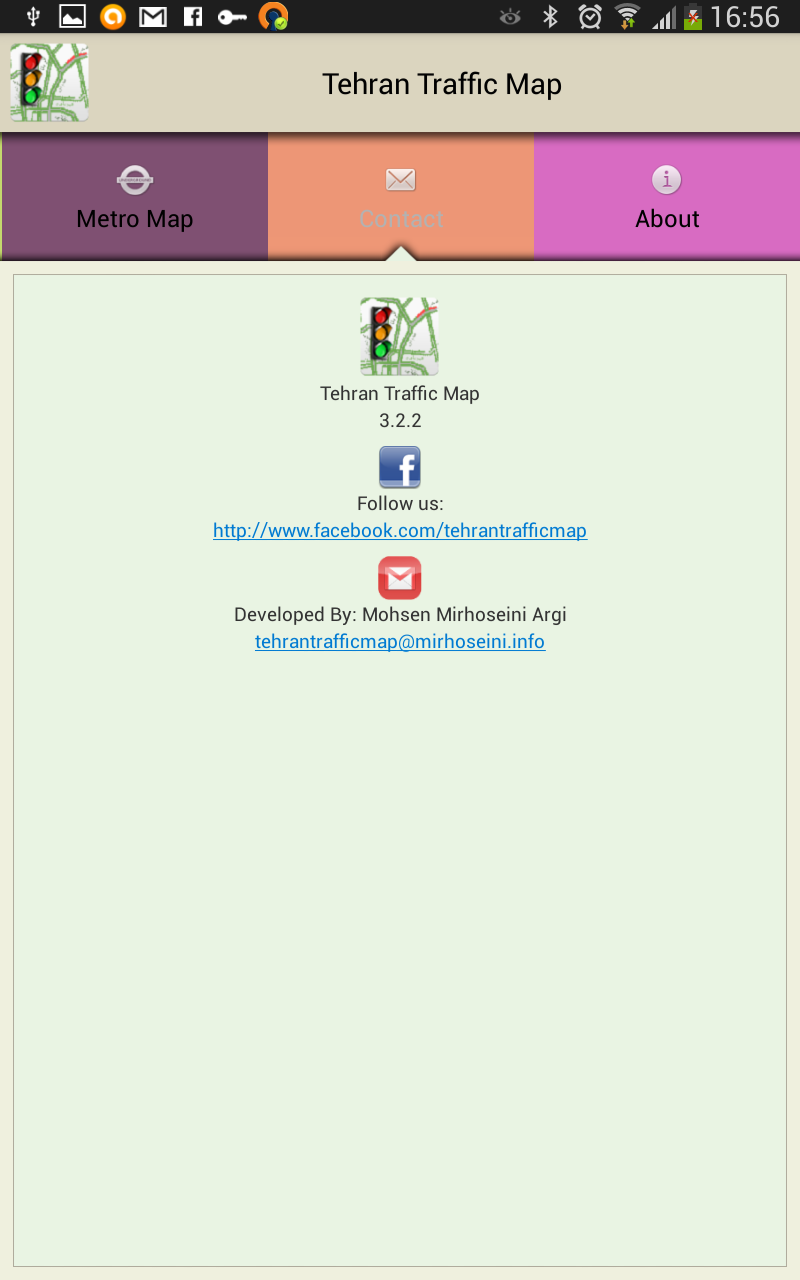 16:56
Tehran Traffic Map
Metro Map
Contact
About
Tehran Traffic Map
3.2.2
Follow us:
http://www.facebook.com/tehrantrafficmap
Developed By: Mohsen Mirhoseini Argi
tehrantrafficmap@mirhoseini.info